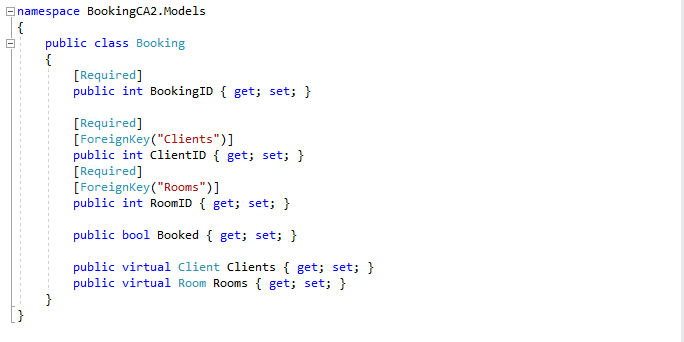 namespace BookingCA2.Models
{
public class Booking
{
[Required]
public int BookingID { get; set; }
[Required]
[ForeignKey("Clients")]
public int ClientID { get; set; }
[Required]
[ForeignKey("Rooms")]
public int RoomID { get; set; }
public bool Booked { get; set; }
public virtual Client Clients { get; set; }
public virtual Room Rooms { get; set; }
}
}